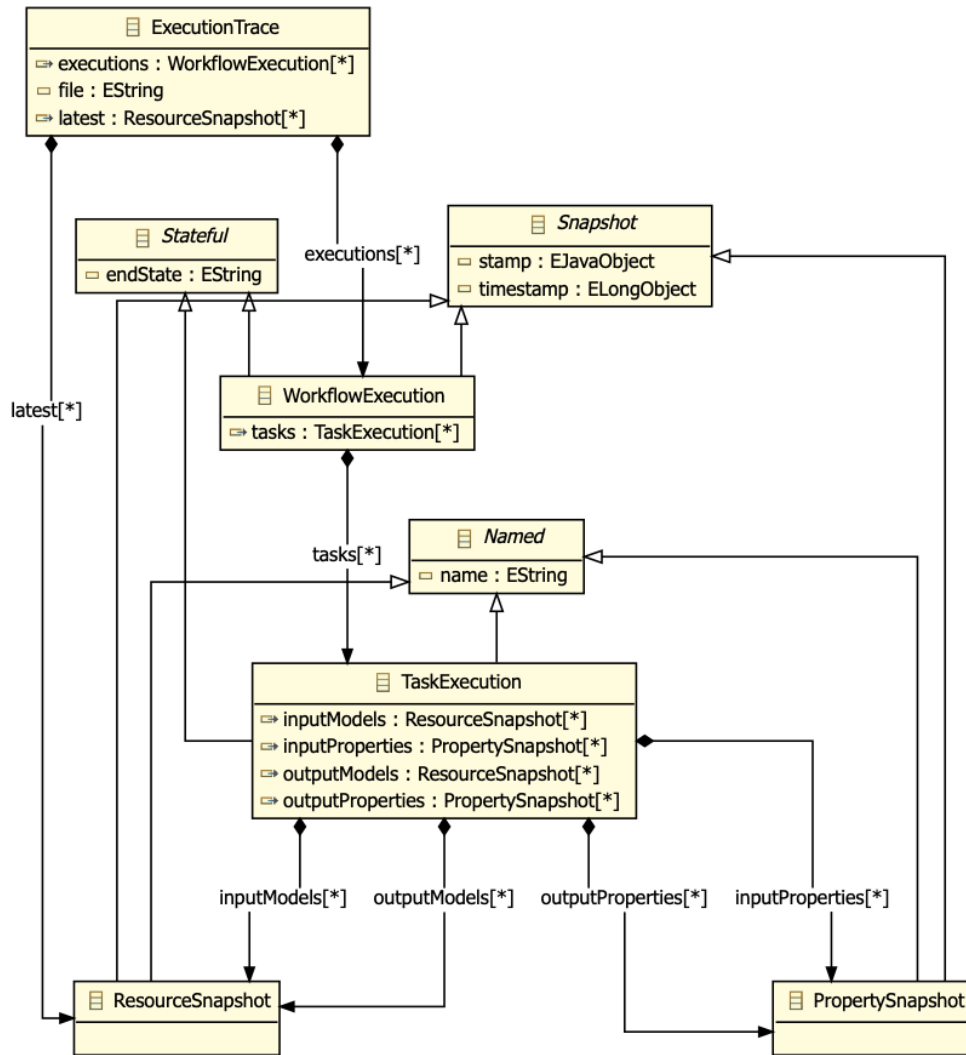 ExecutionTrace
executions : WorkflowExecution[*]
file : EString
latest : ResourceSnapshot[*]
Stateful
endState : EString
executions[*]
Snapshot
stamp : EJavaObject
timestamp : ELongObject
latest[*]
WorkflowExecution
tasks : TaskExecution[*]
tasks[*]
Named
name : EString
TaskExecution
inputModels : ResourceSnapshot[*]
inputProperties : PropertySnapshot[*]
outputModels : ResourceSnapshot[*]
outputProperties : PropertySnapshot[*]
inputModels[*]
outputModels[*]
outputProperties[*]
inputProperties[*]
ResourceSnapshot
PropertySnapshot